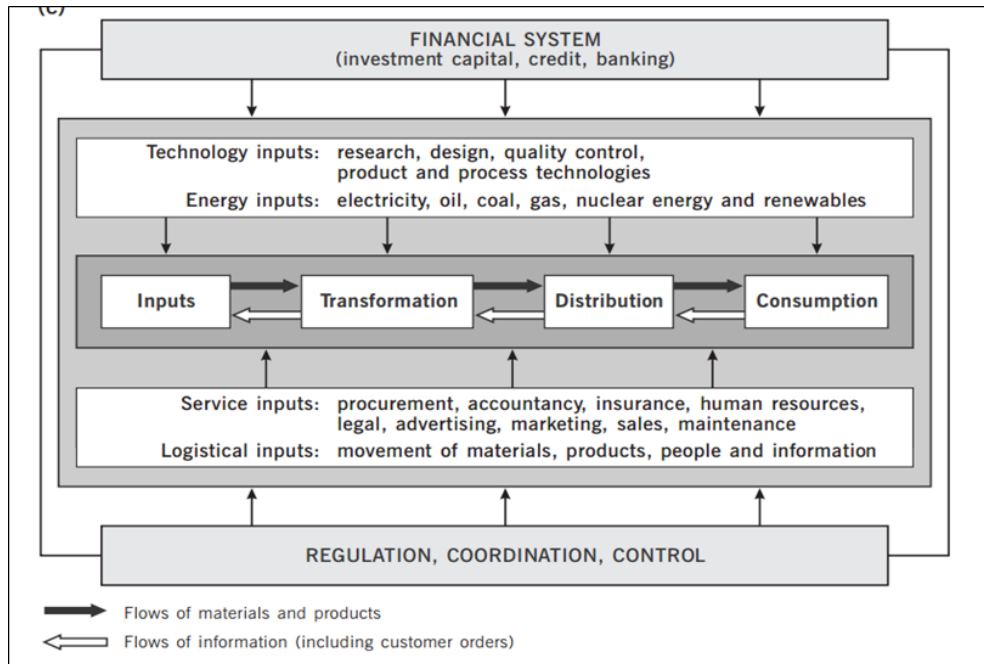 (c)
FINANCIAL SYSTEM
(investment capital, credit, banking)
Technology inputs: research, design, quality control,
product and process technologies
Energy inputs: electricity, oil, coal, gas, nuclear energy and renewables
Inputs
Transformation
Distribution
Consumption
Service inputs: procurement, accountancy, insurance, human resources,
legal, advertising, marketing, sales, maintenance
Logistical inputs: movement of materials, products, people and information
REGULATION, COORDINATION, CONTROL
Flows of materials and products
Flows of information (including customer orders)